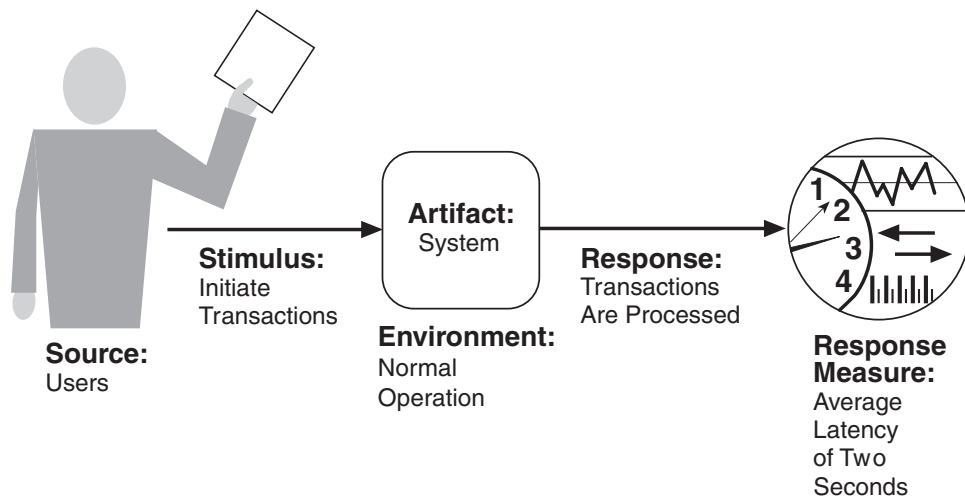 Source:
Users
Stimulus:
Initiate
Transactions
Artifact:
System
Environment:
Normal
Operation
Response:
Transactions
Are Processed
1
2
3
4
Response
Measure:
Average
Latency
of Two
Seconds